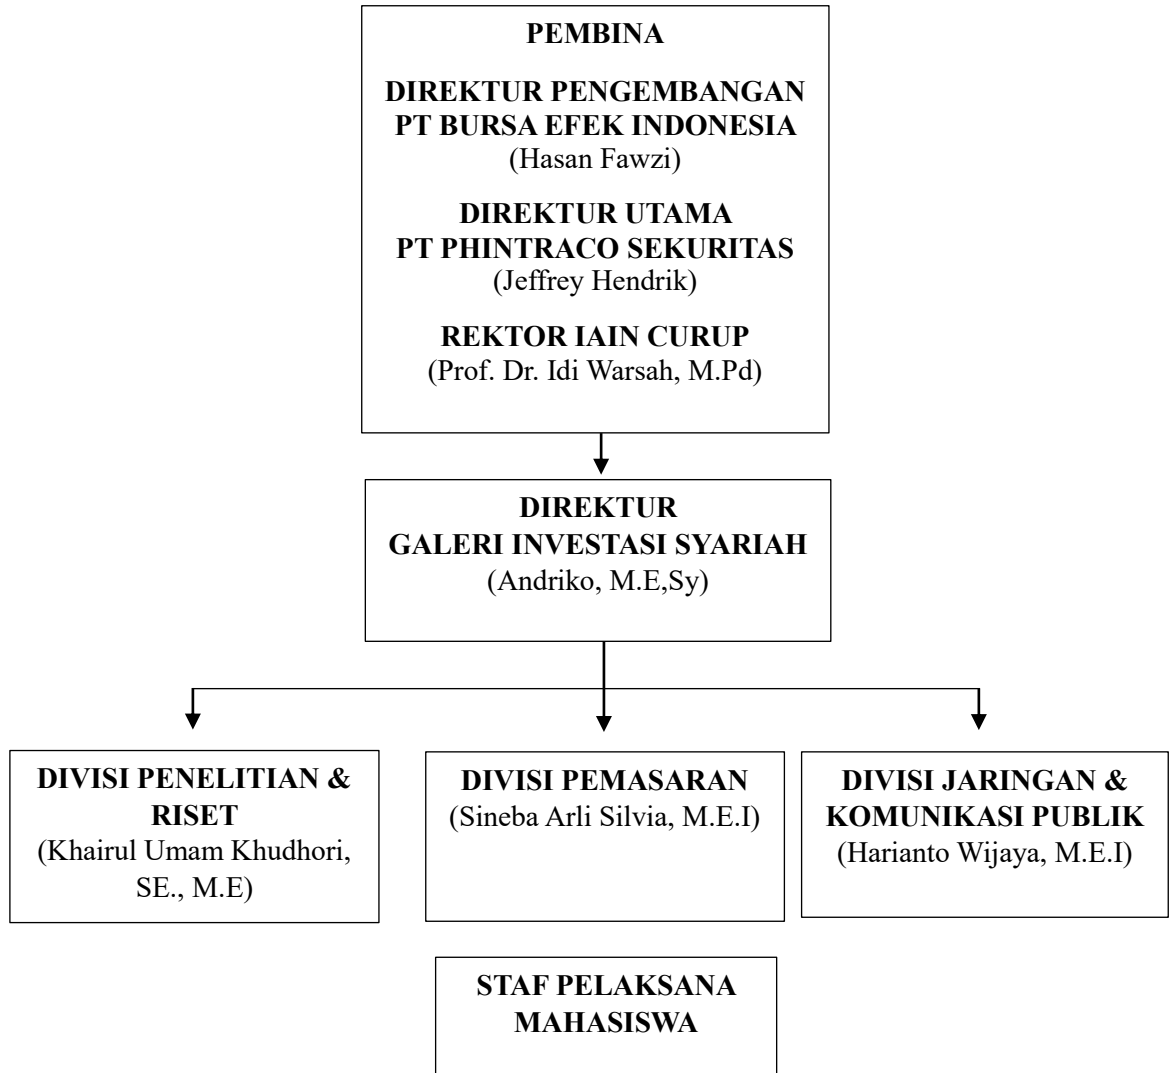 PEMBINA
DIREKTUR PENGEMBANGAN
PT BURSA EFEK INDONESIA
(Hasan Fawzi)
DIREKTUR UTAMA
PT PHINTRACO SEKURITAS
(Jeffrey Hendrik)
REKTOR IAIN CURUP
(Prof. Dr. Idi Warsah, M.Pd)
DIREKTUR
GALERI INVESTASI SYARIAH
(Andriko, M.E,Sy)
DIVISI PENELITIAN &
RISET
(Khairul Umam Khudhori,
SE., M.E)
DIVISI PEMASARAN
(Sineba Arli Silvia, M.E.I)
DIVISI JARINGAN &
KOMUNIKASI PUBLIK
(Harianto Wijaya, M.E.I)
STAF PELAKSANA
MAHASISWA